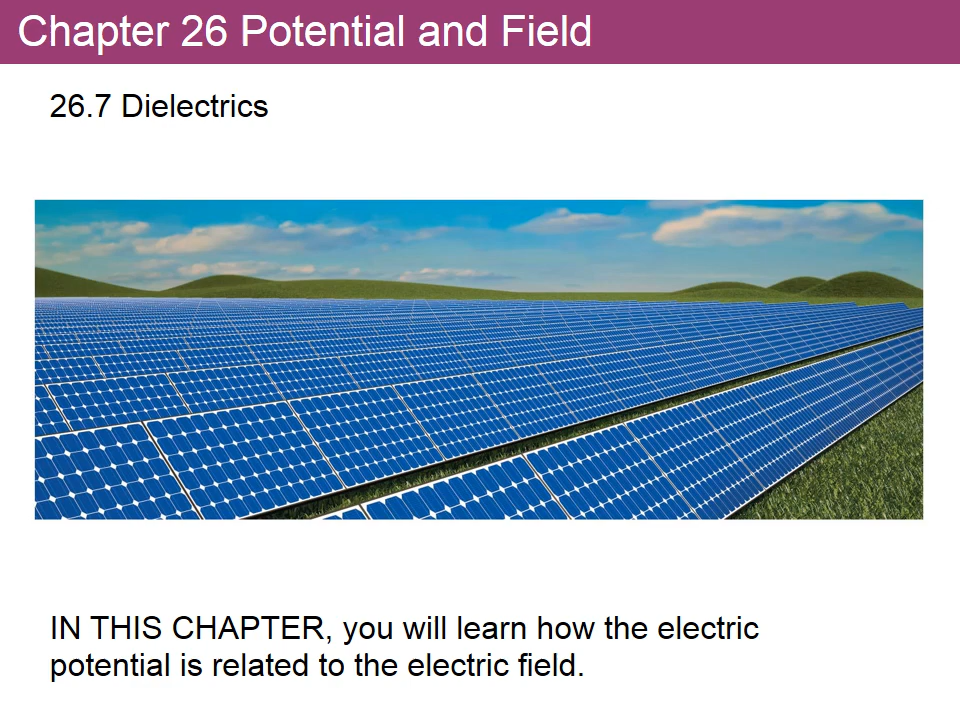 Chapter 26 Potential and Field
26.7 Dielectrics
IN THIS CHAPTER, you will learn how the electric
potential is related to the electric field.